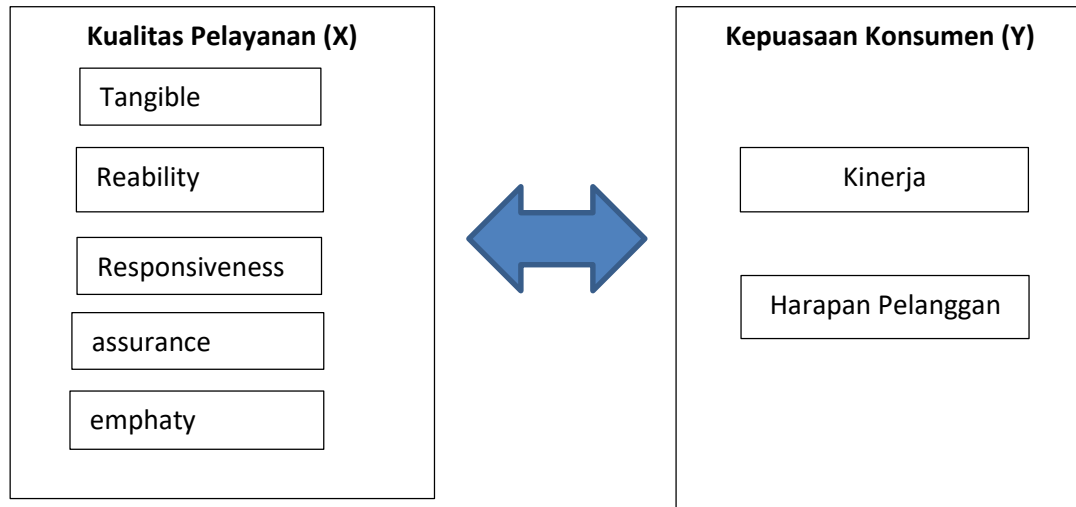 Kualitas Pelayanan (X)
Tangible
Reability
Responsiveness
assurance
emphaty
Kepuasaan Konsumen (Y)
Kinerja
Harapan Pelanggan